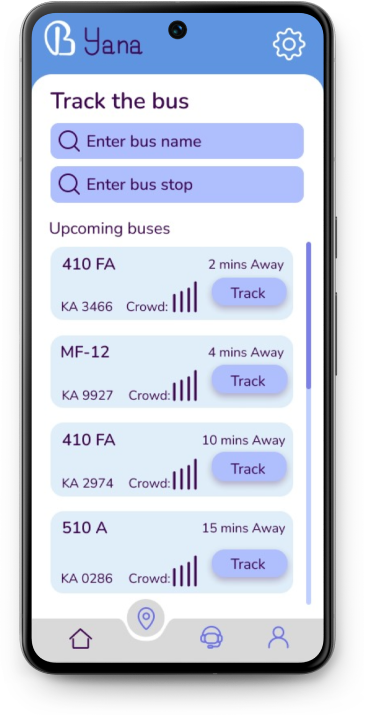 B Yana
Track the bus
Enter bus name
Enter bus stop
Upcoming buses
410 FA
2 mins Away
KA 3466 Crowd: Track
MF-12
4 mins Away
KA 9927 Crowd: Track
410 FA
10 mins Away
KA 2974 Crowd: Track
510 A
15 mins Away
KA 0286 Crowd: Track